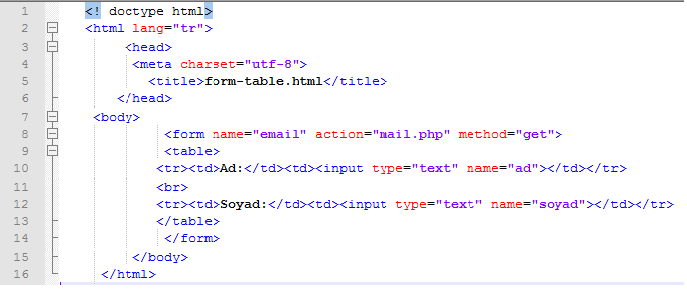 1 <! doctype html>
2 <html lang="tr">
3 <head>
4 <meta charset="utf-8">
5 <title>form-table.html</title>
6 </head>
7 <body>
8 <form name="email" action="mail.php" method="get">
9 <table>
10 <tr><td>Ad:</td><td><input type="text" name="ad"></td></tr>
11 <br>
12 <tr><td>Soyad:</td><td><input type="text" name="soyad"></td></tr>
13 </table>
14 </form>
15 </body>
16 </html>